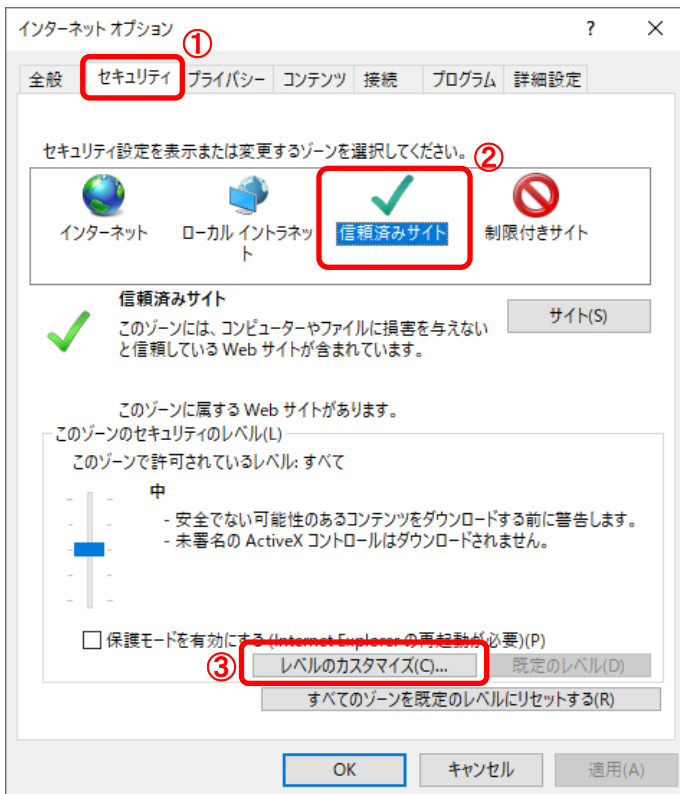 インターネット オプション ? ×
①
全般 セキュリティ プライバシー コンテンツ 接続 プログラム 詳細設定
セキュリティ設定を表示または変更するゾーンを選択してください。
②
インターネット
ローカル イントラネット
信頼済みサイト
制限付きサイト
信頼済みサイト
このゾーンには、コンピューターやファイルに損害を与えない
と信頼している Web サイトが含まれています。
サイト(S)
このゾーンに属する Web サイトがあります。
このゾーンのセキュリティのレベル(L)
このゾーンで許可されているレベル: すべて
中
- 安全でない可能性のあるコンテンツをダウンロードする前に警告します。
- 未署名の ActiveX コントロールはダウンロードされません。
保護モードを有効にする (Internet Explorer の再起動が必要)(P)
③
レベルのカスタマイズ(C)... 既定のレベル(D)
すべてのゾーンを既定のレベルにリセットする(R)
OK キャンセル 適用(A)